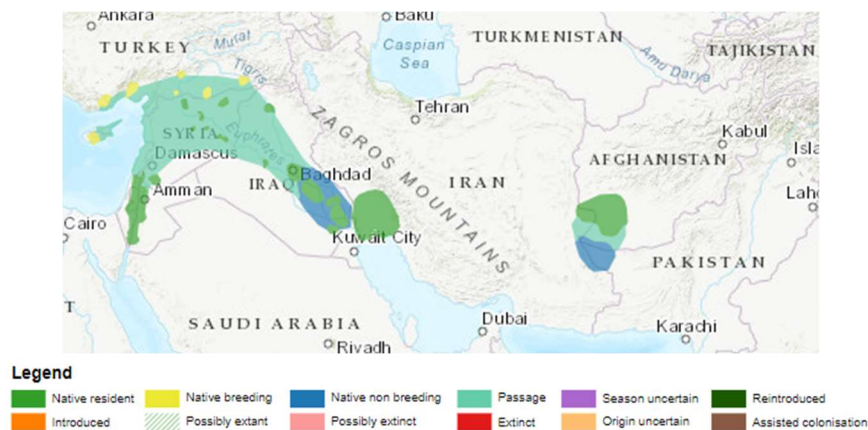 Ankara
Baku
TURKEY
Murat
Caspian
Sea
TURKMENISTAN
Amu Darya
TAJIKISTAN
Tigris
ZAGROS MOUNTAINS
Tehran
SYRIA
Euphrates
Kabul
Isla
Damascus
AFGHANISTAN
Baghdad
IRAQ
IRAN
Amman
Laho
Cairo
Kuwait City
PAKISTAN
T
SAUDI ARABIA
Dubai
Karachi
Riyadh
Legend
Native resident Native breeding Native non breeding Passage Season uncertain Reintroduced
Introduced Possibly extant Possibly extinct Extinct Origin uncertain Assisted colonisation